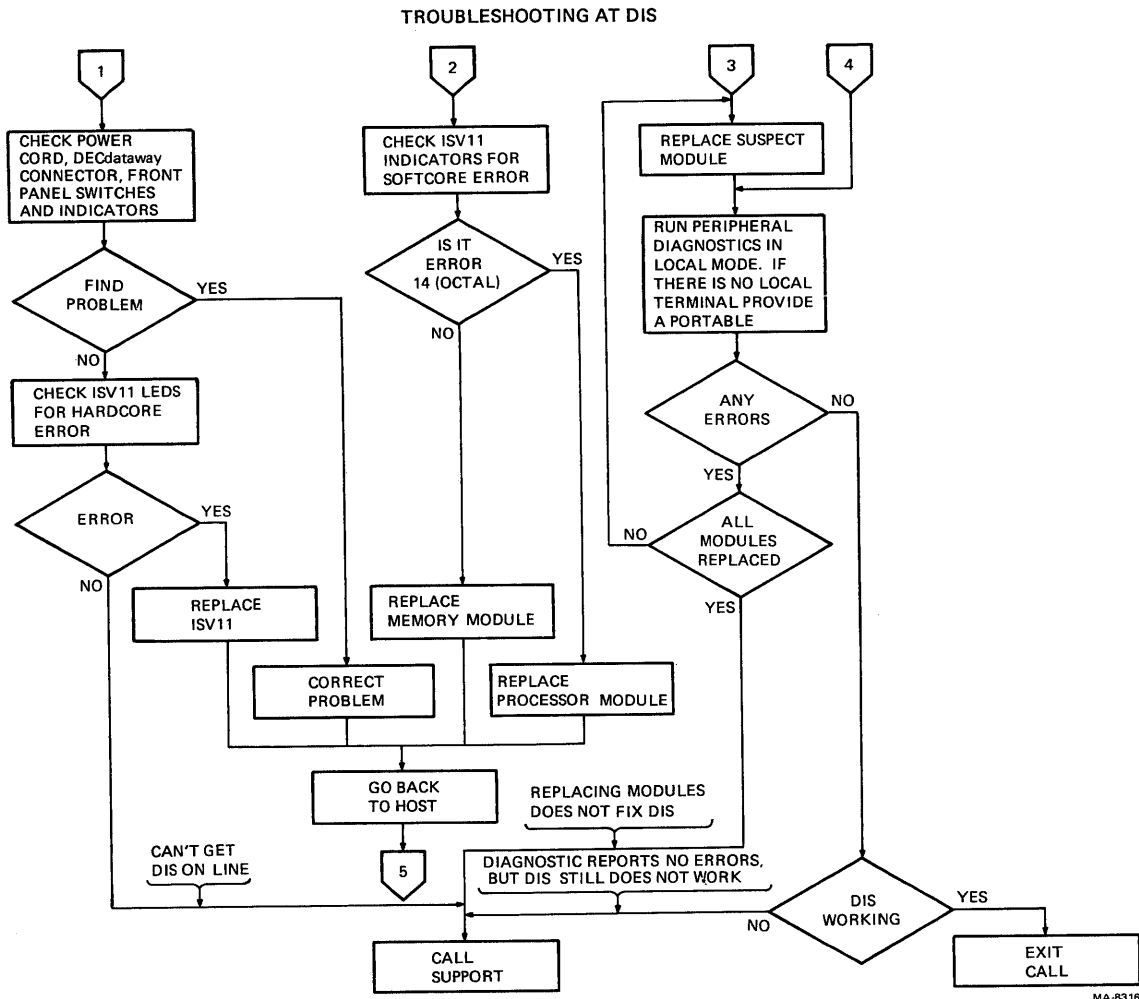 TROUBLESHOOTING AT DIS
1
2
3
4
CHECK POWER
CORD, DECdataway
CONNECTOR, FRONT
PANEL SWITCHES
AND INDICATORS
CHECK ISV11
INDICATORS FOR
SOFTCORE ERROR
REPLACE SUSPECT
MODULE
FIND
PROBLEM
YES
NO
IS IT
ERROR
14 (OCTAL)
YES
NO
RUN PERIPHERAL
DIAGNOSTICS IN
LOCAL MODE. IF
THERE IS NO LOCAL
TERMINAL PROVIDE
A PORTABLE
CHECK ISV11 LEDS
FOR HARDCORE
ERROR
ANY
ERRORS
NO
YES
ERROR
YES
NO
ALL
MODULES
REPLACED
NO
YES
REPLACE
ISV11
REPLACE
MEMORY MODULE
CORRECT
PROBLEM
REPLACE
PROCESSOR MODULE
GO BACK
TO HOST
5
REPLACING MODULES
DOES NOT FIX DIS
CAN'T GET
DIS ON LINE
DIAGNOSTIC REPORTS NO ERRORS,
BUT DIS STILL DOES NOT WORK
DIS
WORKING
YES
NO
CALL
SUPPORT
EXIT
CALL
MA-8316